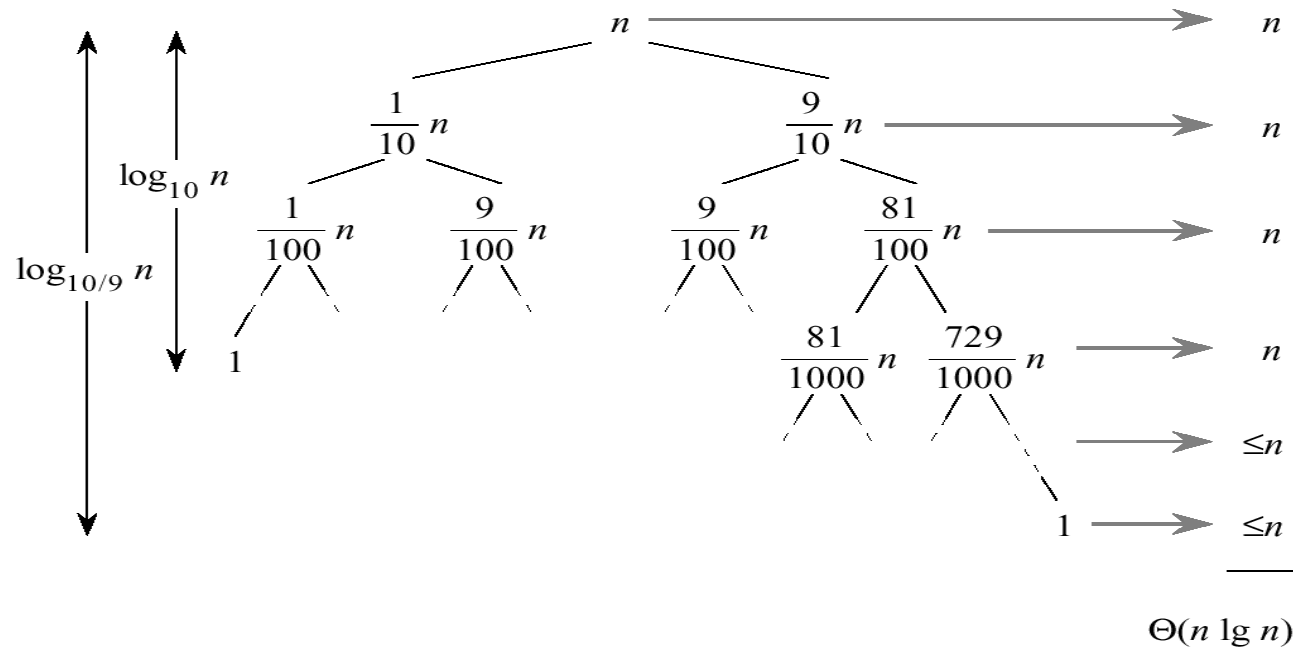 n n
1/10 n 9/10 n n
log₁₀ n
1/100 n 9/100 n 9/100 n 81/100 n n
log₁₀/₉ n
1 81/1000 n 729/1000 n n
≤n
1 ≤n
Θ(n lg n)